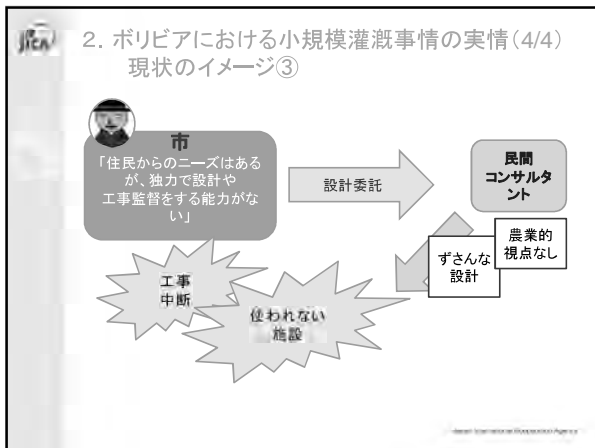 jica
２．ボリビアにおける小規模灌漑事情の実情（4/4）
現状のイメージ③
市
「住民からのニーズはある
が、独力で設計や
工事監督をする能力がな
い」
設計委託
民間
コンサルタ
ント
農業的
視点なし
ずさんな
設計
工事
中断
使われない
施設
Japan International Cooperation Agency